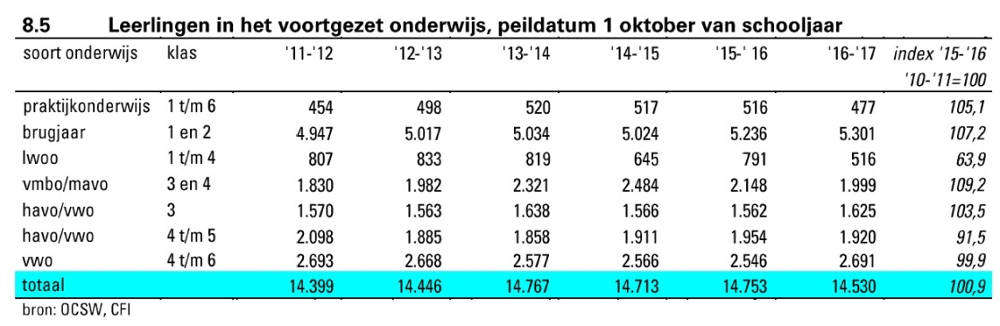 8.5 Leerlingen in het voortgezet onderwijs, peildatum 1 oktober van schooljaar
soort onderwijs klas '11-'12 '12-'13 '13-'14 '14-'15 '15-' 16 '16-'17 index '15-'16
'10-'11=100
praktijkonderwijs 1 t/m 6 454 498 520 517 516 477 105,1
brugjaar 1 en 2 4.947 5.017 5.034 5.024 5.236 5.301 107,2
lwoo 1 t/m 4 807 833 819 645 791 516 63,9
vmbo/mavo 3 en 4 1.830 1.982 2.321 2.484 2.148 1.999 109,2
havo/vwo 3 1.570 1.563 1.638 1.566 1.562 1.625 103,5
havo/vwo 4 t/m 5 2.098 1.885 1.858 1.911 1.954 1.920 91,5
vwo 4 t/m 6 2.693 2.668 2.577 2.566 2.546 2.691 99,9
totaal 14.399 14.446 14.767 14.713 14.753 14.530 100,9
bron: OCSW, CFI